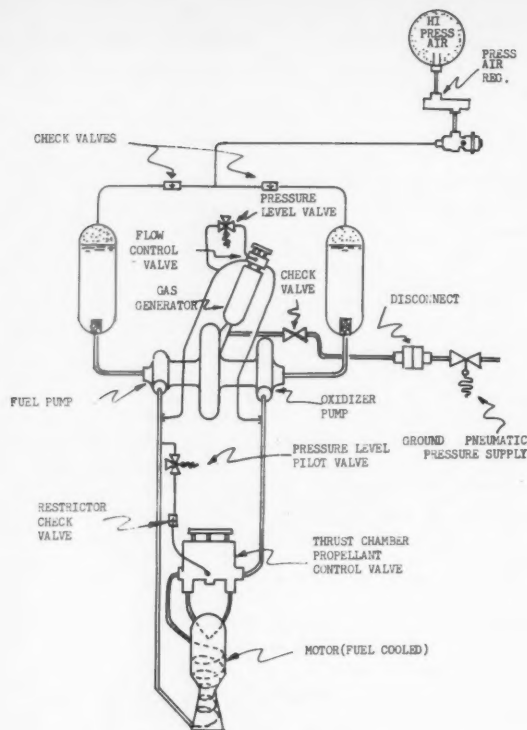 HI
PRESS
AIR
PRESS
AIR
REG.
CHECK VALVES
PRESSURE
LEVEL VALVE
FLOW
CONTROL
VALVE
GAS
GENERATOR
CHECK
VALVE
DISCONNECT
FUEL PUMP
OXIDIZER
PUMP
GROUND PNEUMATIC
PRESSURE SUPPLY
PRESSURE LEVEL
PILOT VALVE
RESTRICTOR
CHECK
VALVE
THRUST CHAMBER
PROPELLANT
CONTROL VALVE
MOTOR(FUEL COOLED)